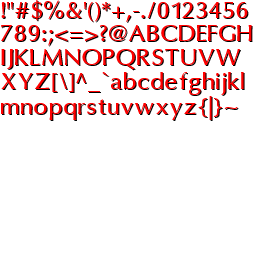 !"#$%&'()*+,-./0123456
789:;<=>?@ABCDEFGH
IJKLMNOPQRSTUVW
XYZ[\]^_`abcdefghijkl
mnopqrstuvwxyz{|}~